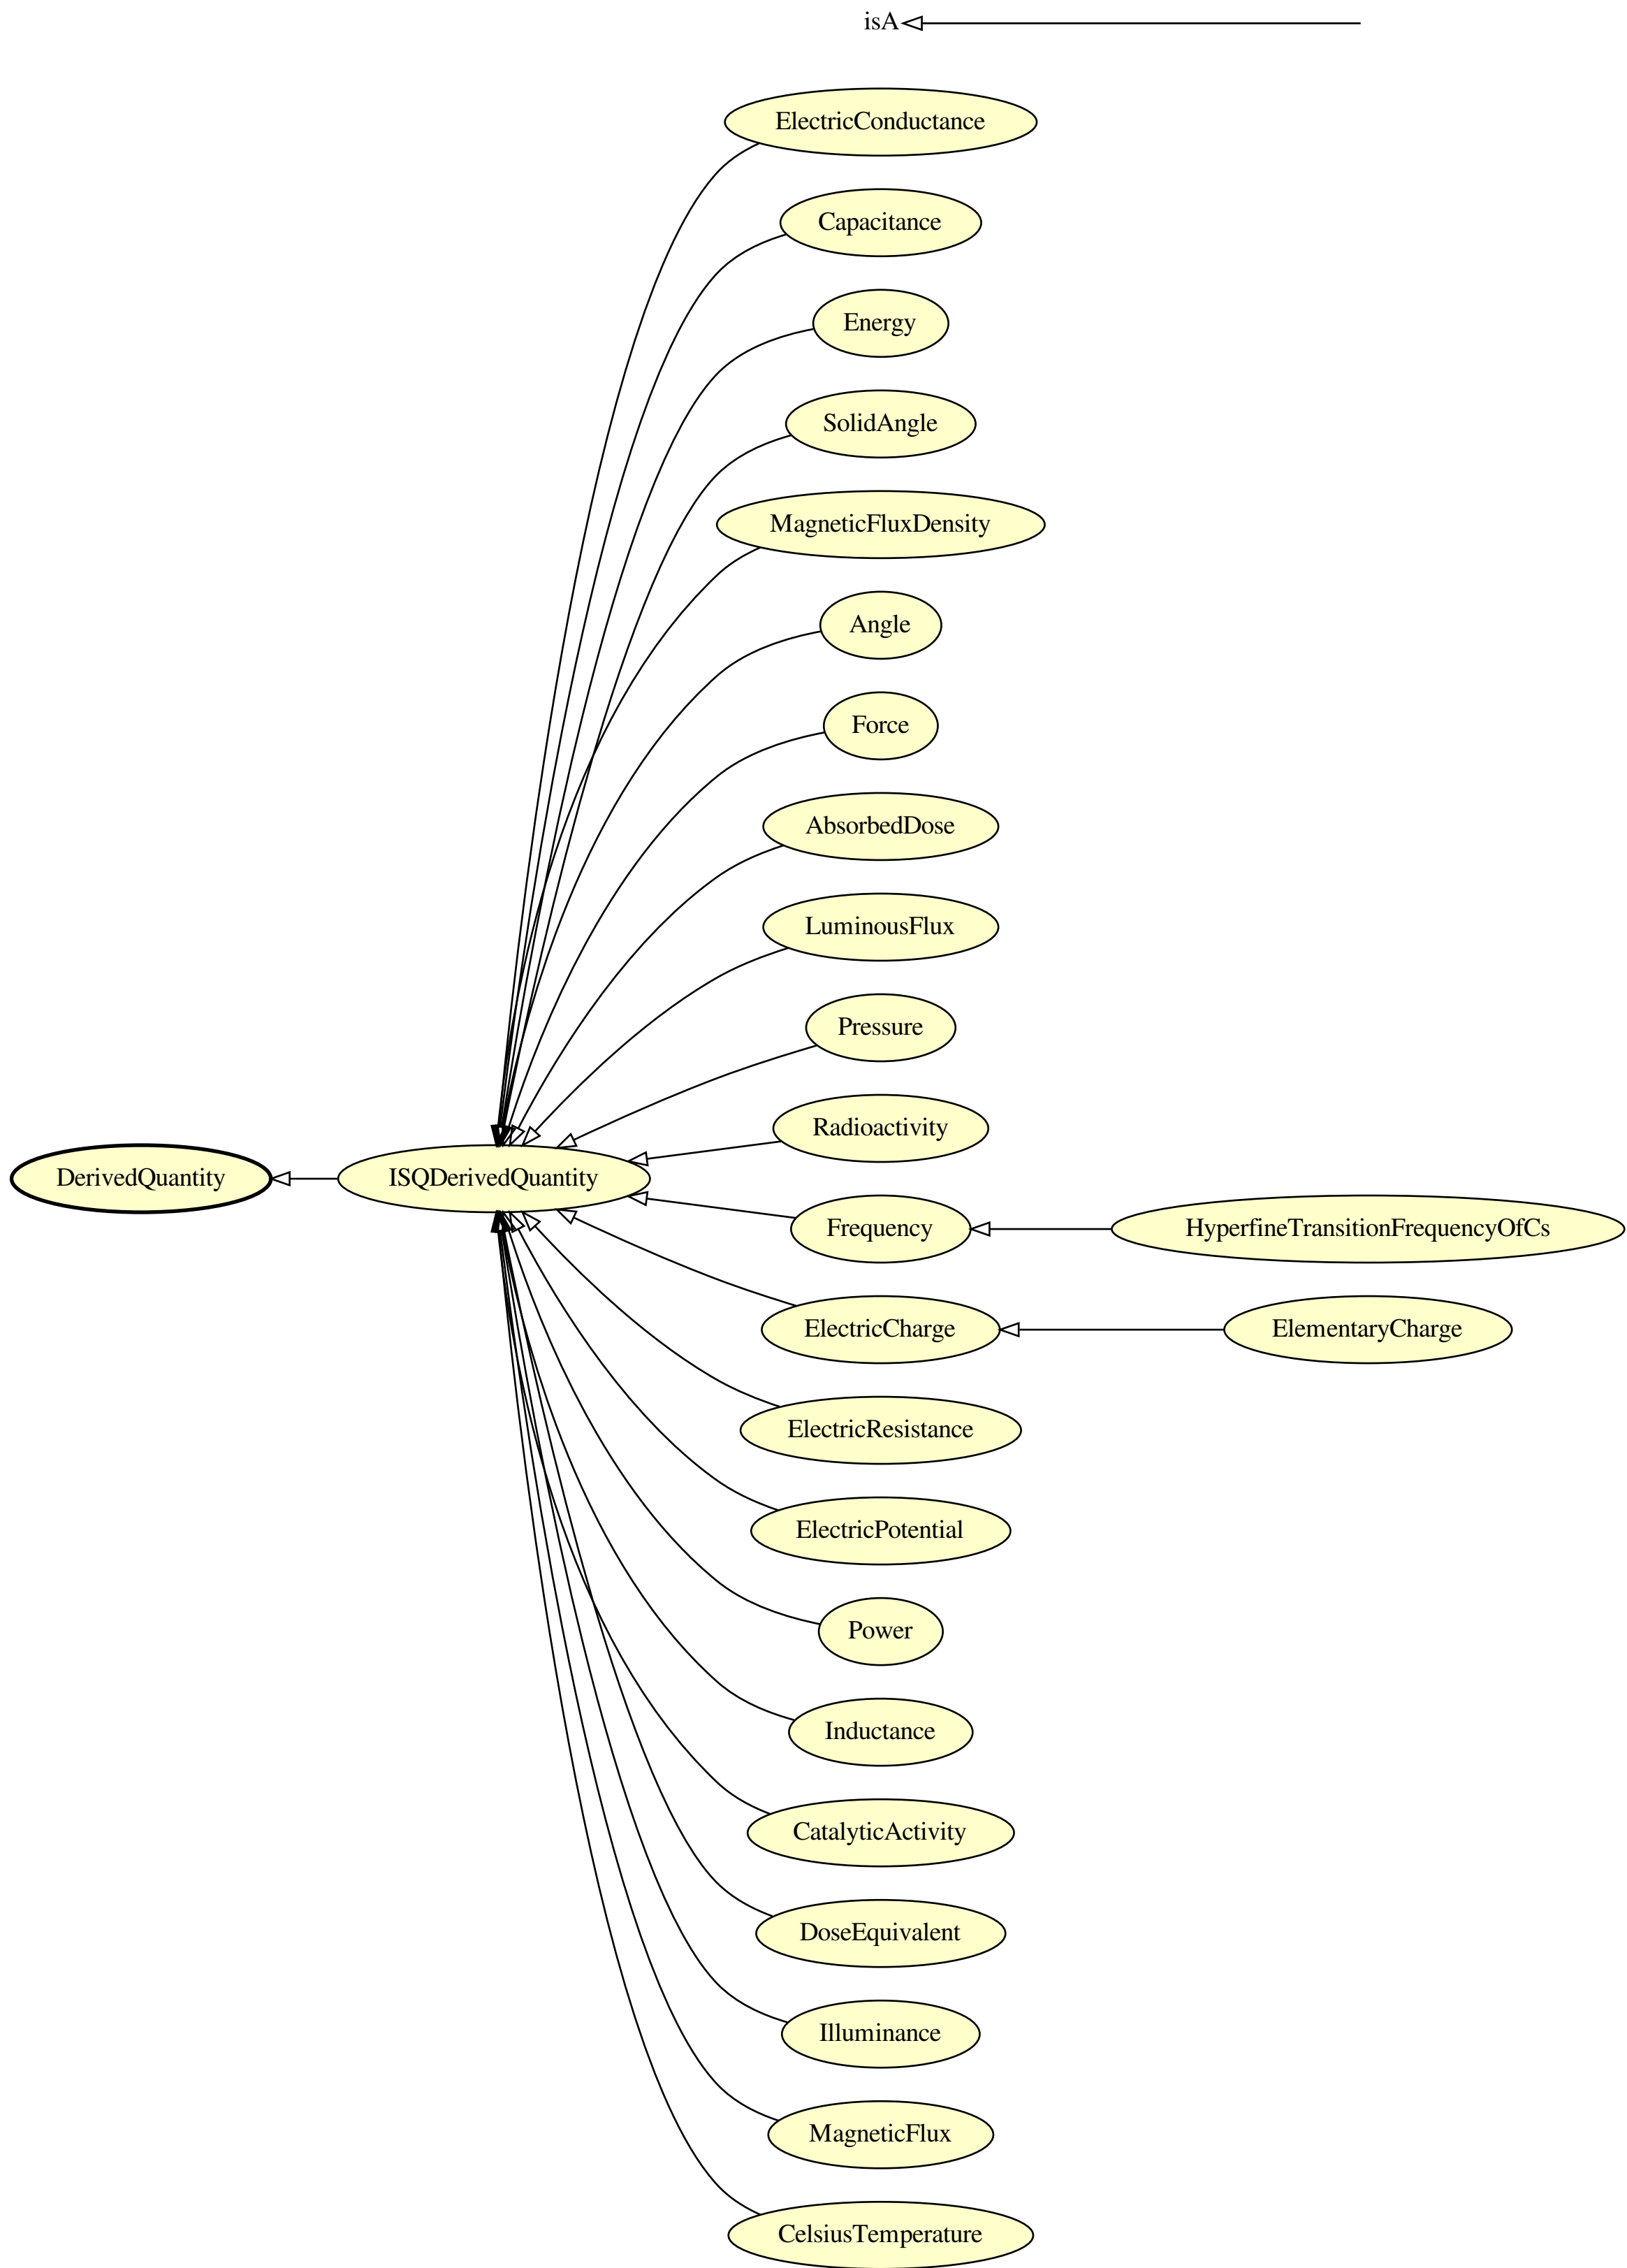 isA
ElectricConductance
Capacitance
Energy
SolidAngle
MagneticFluxDensity
Angle
Force
AbsorbedDose
LuminousFlux
Pressure
Radioactivity
DerivedQuantity
ISQDerivedQuantity
Frequency
HyperfineTransitionFrequencyOfCs
ElectricCharge
ElementaryCharge
ElectricResistance
ElectricPotential
Power
Inductance
CatalyticActivity
DoseEquivalent
Illuminance
MagneticFlux
CelsiusTemperature